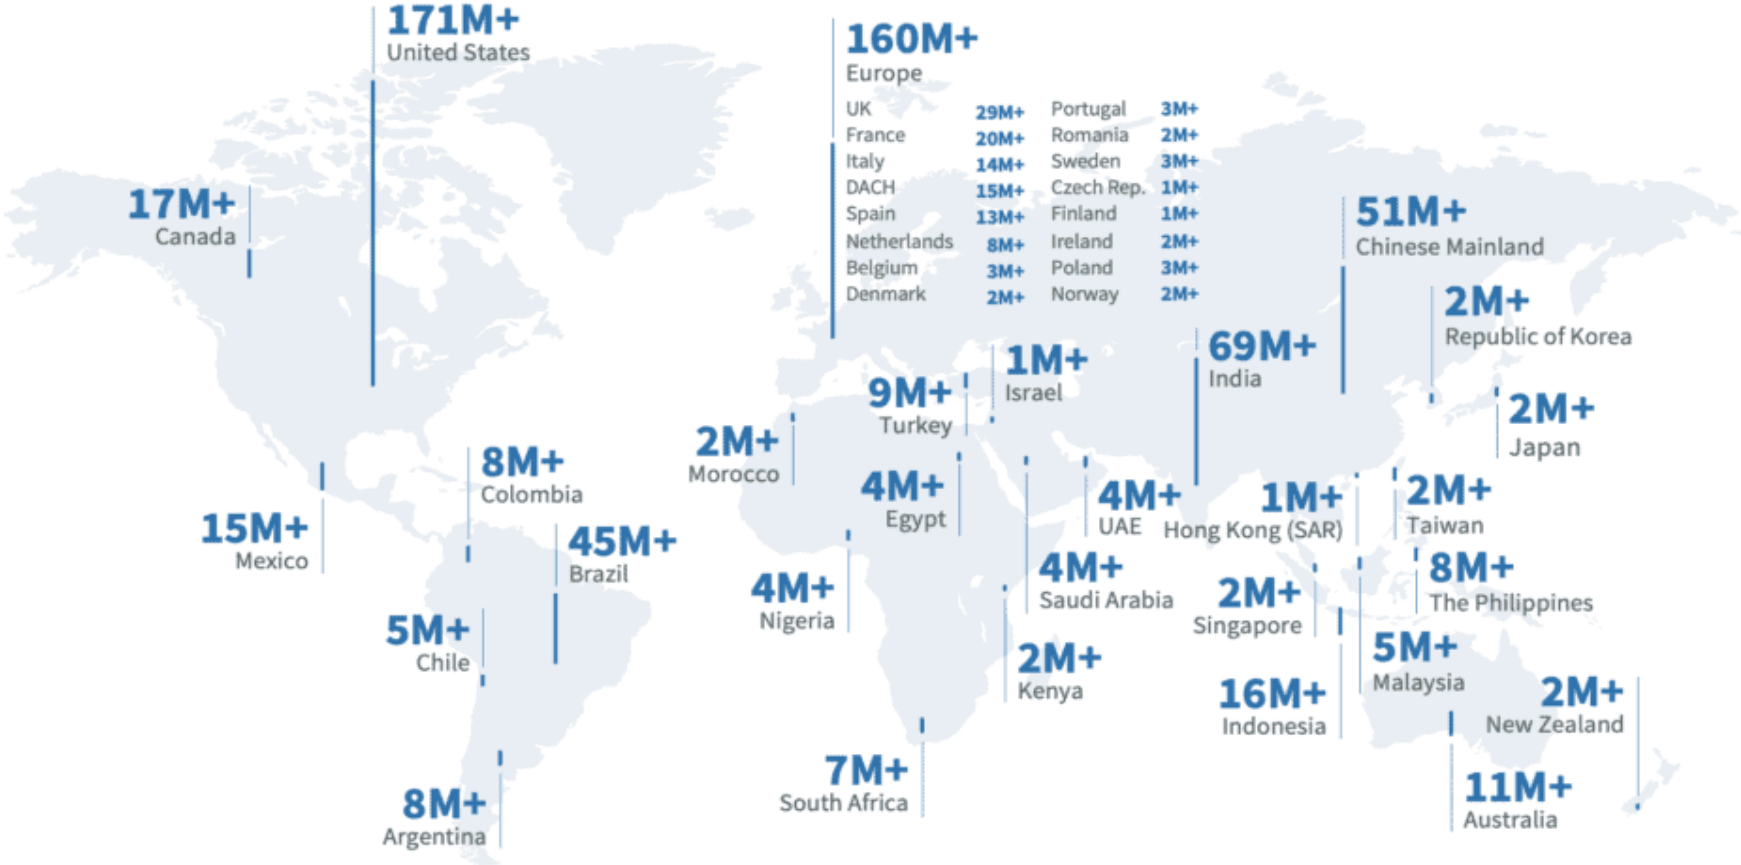 171M+
United States
160M+
Europe
UK 29M+ Portugal 3M+
France 20M+ Romania 2M+
Italy 14M+ Sweden 3M+
DACH 15M+ Czech Rep. 1M+
Spain 13M+ Finland 1M+
Netherlands 8M+ Ireland 2M+
Belgium 3M+ Poland 3M+
Denmark 2M+ Norway 2M+
17M+
Canada
51M+
Chinese Mainland
2M+
Republic of Korea
69M+
India
1M+
Israel
9M+
Turkey
2M+
Japan
2M+
Morocco
8M+
Colombia
4M+
Egypt
4M+
UAE
1M+
Hong Kong (SAR)
2M+
Taiwan
15M+
Mexico
45M+
Brazil
4M+
Nigeria
4M+
Saudi Arabia
2M+
Singapore
8M+
The Philippines
5M+
Chile
2M+
Kenya
5M+
Malaysia
16M+
Indonesia
2M+
New Zealand
7M+
South Africa
11M+
Australia
8M+
Argentina